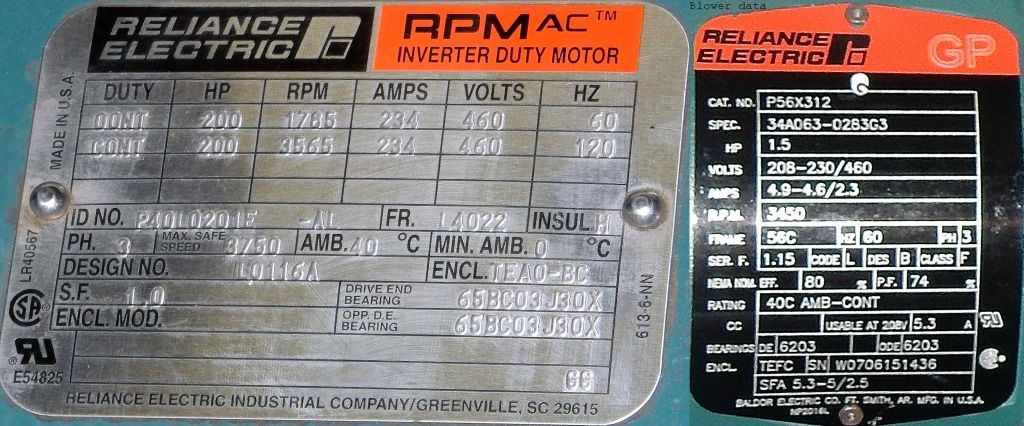 RELIANCE ELECTRIC
RPM AC™
INVERTER DUTY MOTOR
MADE IN U.S.A.
DUTY HP RPM AMPS VOLTS HZ
CONT 200 1785 234 460 60
CONT 200 3565 234 460 120
ID NO. P40L0201E -AL FR. L4022 INSUL. H
PH. 3 MAX. SAFE SPEED 3750 AMB. 40 °C MIN. AMB. 0 °C
DESIGN NO. LQ116A ENCL. TEAO-BC
S.F. 1.0 DRIVE END BEARING 65BC03J30X
ENCL. MOD. OPP. D.E. BEARING 65BC03J30X
GG
LR40567
SA
E54825
613-6-NN
RELIANCE ELECTRIC INDUSTRIAL COMPANY/GREENVILLE, SC 29615
Blower data
RELIANCE ELECTRIC
GP
CAT. NO. P56X312
SPEC. 34A063-0283G3
HP 1.5
VOLTS 208-230/460
AMPS 4.9-4.6/2.3
R.P.M. 3450
FRAME 56C HZ 60 PH 3
SER. F. 1.15 CODE L DES B CLASS F
NEMA NOM. EFF. 80 % P.F. 74 %
RATING 40C AMB-CONT
CC USABLE AT 208V 5.3 A
BEARINGS DE 6203 ODE 6203
ENCL. TEFC SN W0706151436
SFA 5.3-5/2.5
BALDOR ELECTRIC CO. FT. SMITH, AR. MFG. IN U.S.A.
NP2016L